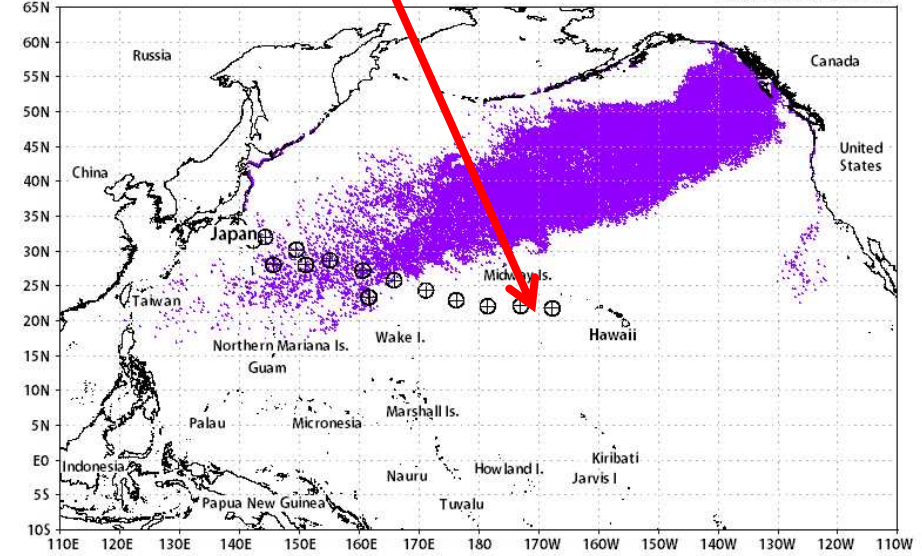 65N
60N
Russia
Canada
55N
50N
45N
United
States
China
40N
35N
Japan
30N
Midway Is.
25N
Taiwan
20N
Hawaii
Wake I.
Northern Mariana Is.
15N
Guam
10N
Marshall Is.
Palau
Micronesia
5N
Kiribati
EQ
Indonesia
Howland I.
Nauru
Jarvis I
5S
Papua New Guinea
Tuvalu
10S
110E 120E 130E 140E 150E 160E 170E 180 170W 160W 150W 140W 130W 120W 110W